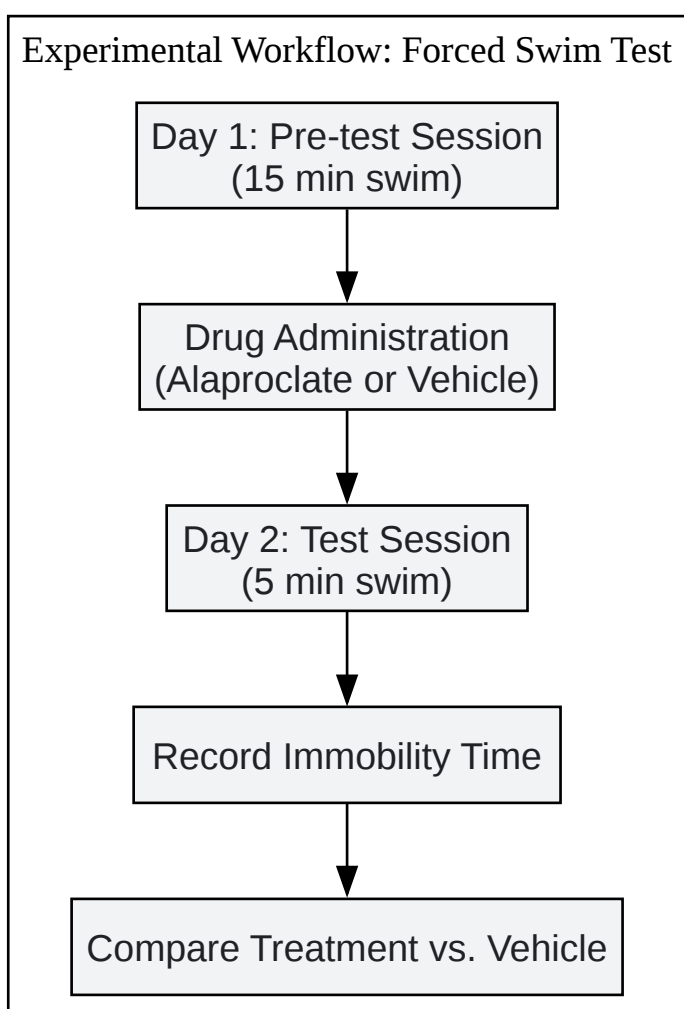 Experimental Workflow: Forced Swim Test
Day 1: Pre-test Session
(15 min swim)
Drug Administration
(Alaproclate or Vehicle)
Day 2: Test Session
(5 min swim)
Record Immobility Time
Compare Treatment vs. Vehicle